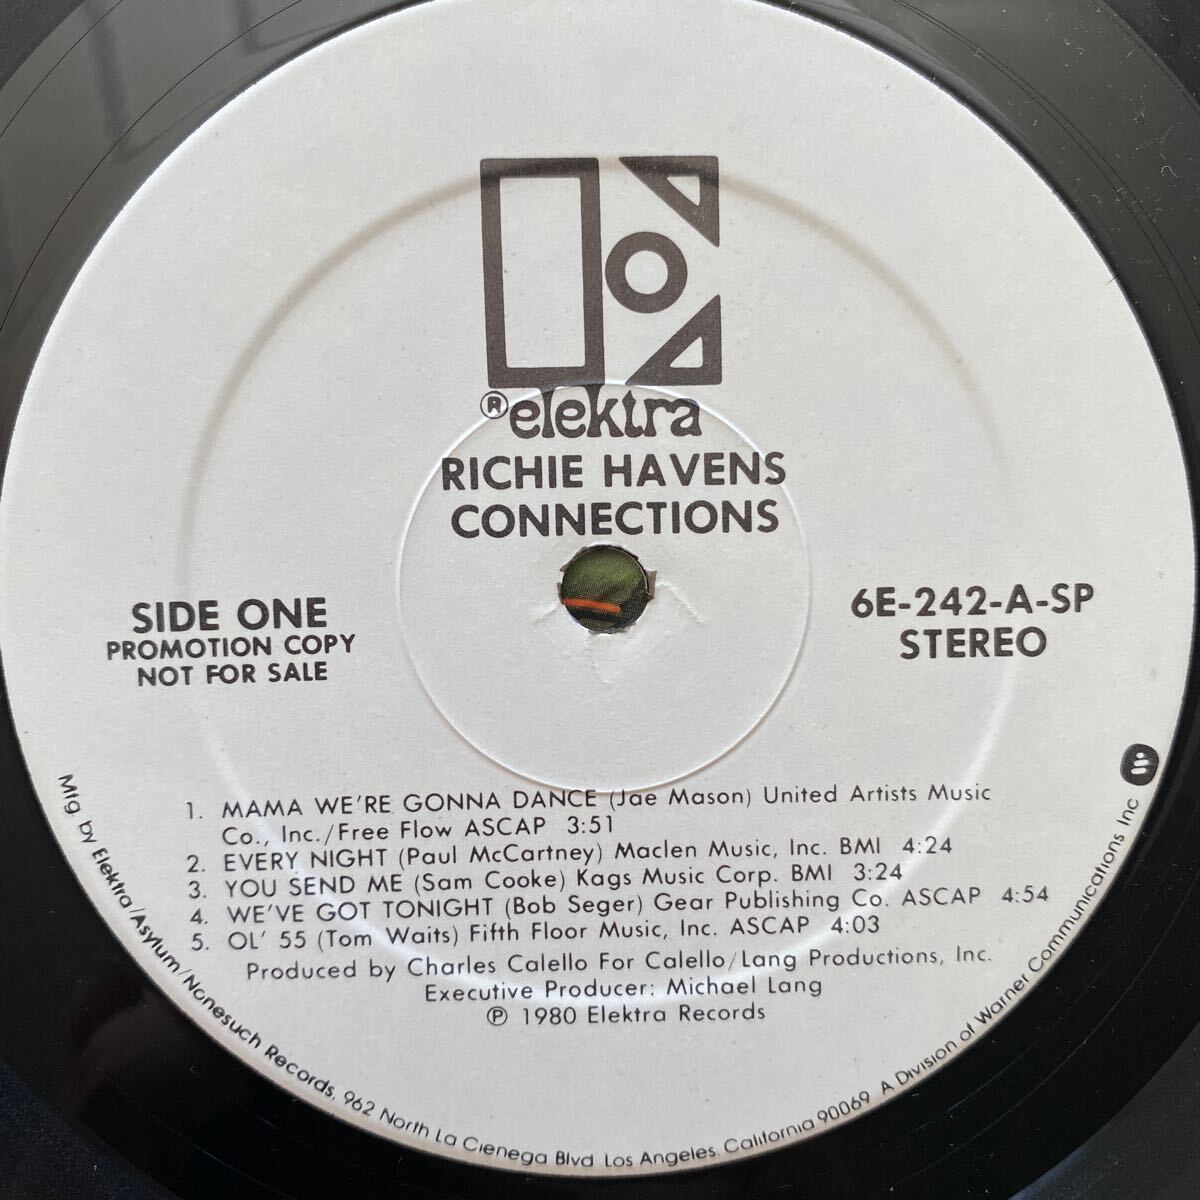 ® elektra
RICHIE HAVENS
CONNECTIONS
SIDE ONE
PROMOTION COPY
NOT FOR SALE
6E-242-A-SP
STEREO
1. MAMA WE'RE GONNA DANCE (Jae Mason) United Artists Music
Co., Inc./Free Flow ASCAP 3:51
2. EVERY NIGHT (Paul McCartney) Maclen Music, Inc. BMI 4:24
3. YOU SEND ME (Sam Cooke) Kags Music Corp. BMI 3:24
4. WE'VE GOT TONIGHT (Bob Seger) Gear Publishing Co. ASCAP 4:54
5. OL' 55 (Tom Waits) Fifth Floor Music, Inc. ASCAP 4:03
Produced by Charles Calello For Calello/Lang Productions, Inc.
Executive Producer: Michael Lang
℗ 1980 Elektra Records
Mfg. by Elektra/Asylum/Nonesuch Records, 962 North La Cienega Blvd. Los Angeles, California 90069 A Division of Warner Communications Inc